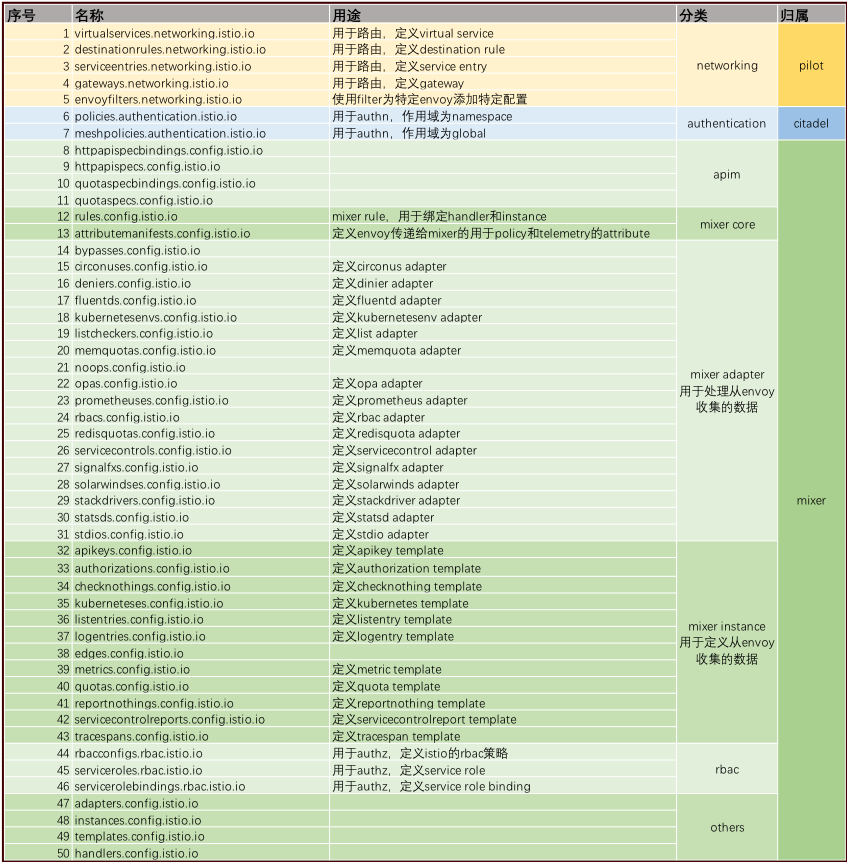 序号 名称 用途 分类 归属
1 virtualservices.networking.istio.io 用于路由，定义virtual service
2 destinationrules.networking.istio.io 用于路由，定义destination rule
3 serviceentries.networking.istio.io 用于路由，定义service entry networking pilot
4 gateways.networking.istio.io 用于路由，定义gateway
5 envoyfilters.networking.istio.io 使用filter为特定envoy添加特定配置
6 policies.authentication.istio.io 用于authn，作用域为namespace authentication citadel
7 meshpolicies.authentication.istio.io 用于authn，作用域为global
8 httpapispecbindings.config.istio.io
9 httpapispecs.config.istio.io apim
10 quotaspecbindings.config.istio.io
11 quotaspecs.config.istio.io
12 rules.config.istio.io mixer rule，用于绑定handler和instance mixer core
13 attributemanifests.config.istio.io 定义envoy传递给mixer的用于policy和telemetry的attribute
14 bypasses.config.istio.io
15 circonuses.config.istio.io 定义circonus adapter
16 deniers.config.istio.io 定义dinier adapter
17 fluentds.config.istio.io 定义fluentd adapter
18 kubernetesenvs.config.istio.io 定义kubernetesenv adapter
19 listcheckers.config.istio.io 定义list adapter
20 memquotas.config.istio.io 定义memquota adapter
21 noops.config.istio.io mixer adapter
22 opas.config.istio.io 定义opa adapter 用于处理从envoy
23 prometheuses.config.istio.io 定义prometheus adapter 收集的数据
24 rbacs.config.istio.io 定义rbac adapter
25 redisquotas.config.istio.io 定义redisquota adapter
26 servicecontrols.config.istio.io 定义servicecontrol adapter
27 signalfxs.config.istio.io 定义signalfx adapter
28 solarwindses.config.istio.io 定义solarwinds adapter
29 stackdrivers.config.istio.io 定义stackdriver adapter mixer
30 statsds.config.istio.io 定义statsd adapter
31 stdios.config.istio.io 定义stdio adapter
32 apikeys.config.istio.io 定义apikey template
33 authorizations.config.istio.io 定义authorization template
34 checknothings.config.istio.io 定义checknothing template
35 kuberneteses.config.istio.io 定义kubernetes template
36 listentries.config.istio.io 定义listentry template mixer instance
37 logentries.config.istio.io 定义logentry template 用于定义从envoy
38 edges.config.istio.io 收集的数据
39 metrics.config.istio.io 定义metric template
40 quotas.config.istio.io 定义quota template
41 reportnothings.config.istio.io 定义reportnothing template
42 servicecontrolreports.config.istio.io 定义servicecontrolreport template
43 tracespans.config.istio.io 定义tracespan template
44 rbacconfigs.rbac.istio.io 用于authz，定义istio的rbac策略
45 serviceroles.rbac.istio.io 用于authz，定义service role rbac
46 servicerolebindings.rbac.istio.io 用于authz，定义service role binding
47 adapters.config.istio.io
48 instances.config.istio.io others
49 templates.config.istio.io
50 handlers.config.istio.io